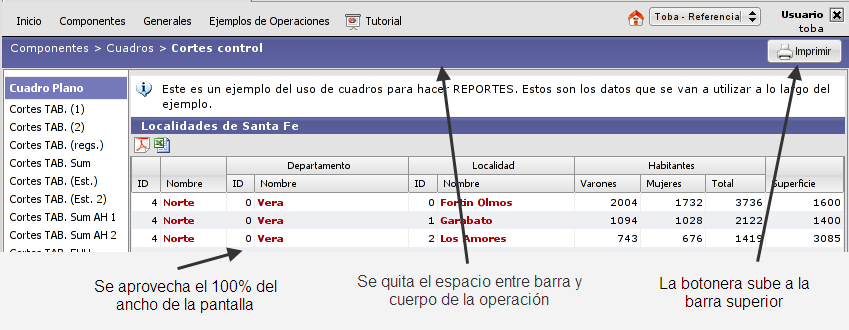 Inicio Componentes Generales Ejemplos de Operaciones Tutorial Toba - Referencia Usuario
toba
Componentes > Cuadros > Cortes control Imprimir
Cuadro Plano
Cortes TAB. (1)
Cortes TAB. (2)
Cortes TAB. (regs.)
Cortes TAB. Sum
Cortes TAB. (Est.)
Cortes TAB. (Est. 2)
Cortes TAB. Sum AH 1
Cortes TAB. Sum AH 2
Este es un ejemplo del uso de cuadros para hacer REPORTES. Estos son los datos que se van a utilizar a lo largo del
ejemplo.
Localidades de Santa Fe
Departamento Localidad Habitantes
ID Nombre ID Nombre ID Nombre Varones Mujeres Total Superficie
4 Norte 0 Vera 0 Fortin Olmos 2004 1732 3736 1600
4 Norte 0 Vera 1 Garabato 1094 1028 2122 1400
4 Norte 0 Vera 2 Los Amores 743 676 1419 3085
Se aprovecha el 100% del
ancho de la pantalla
Se quita el espacio entre barra y
cuerpo de la operación
La botonera sube a la
barra superior